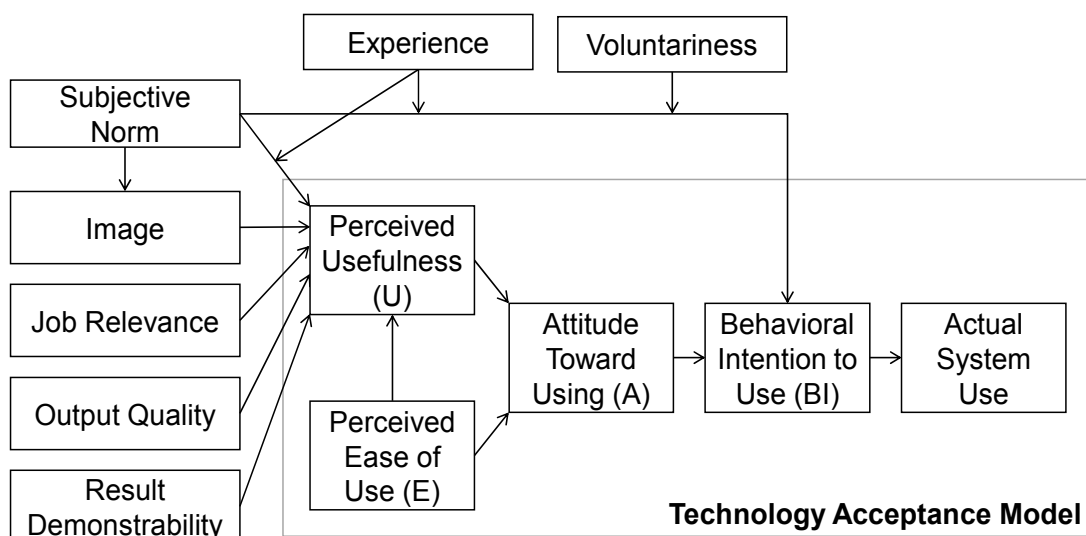 Experience
Voluntariness
Subjective
Norm
Image
Job Relevance
Output Quality
Result
Demonstrability
Perceived
Usefulness
(U)
Perceived
Ease of
Use (E)
Attitude
Toward
Using (A)
Behavioral
Intention to
Use (BI)
Actual
System
Use
Technology Acceptance Model